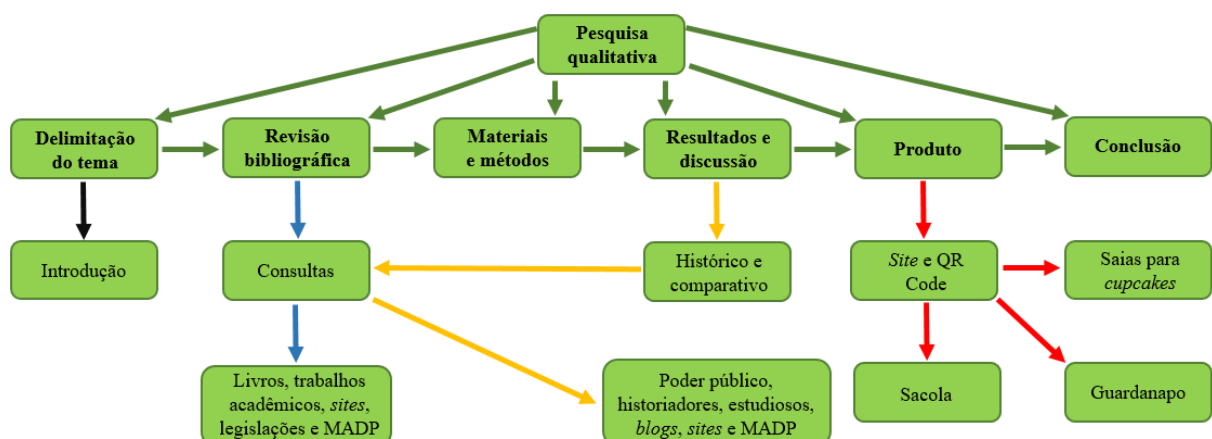 Pesquisa
qualitativa
Delimitação
do tema
Revisão
bibliográfica
Materiais
e métodos
Resultados e
discussão
Produto
Conclusão
Introdução
Consultas
Histórico e
comparativo
Site e QR
Code
Saias para
cupcakes
Livros, trabalhos
acadêmicos, sites,
legislações e MADP
Poder público,
historiadores, estudiosos,
blogs, sites e MADP
Sacola
Guardanapo